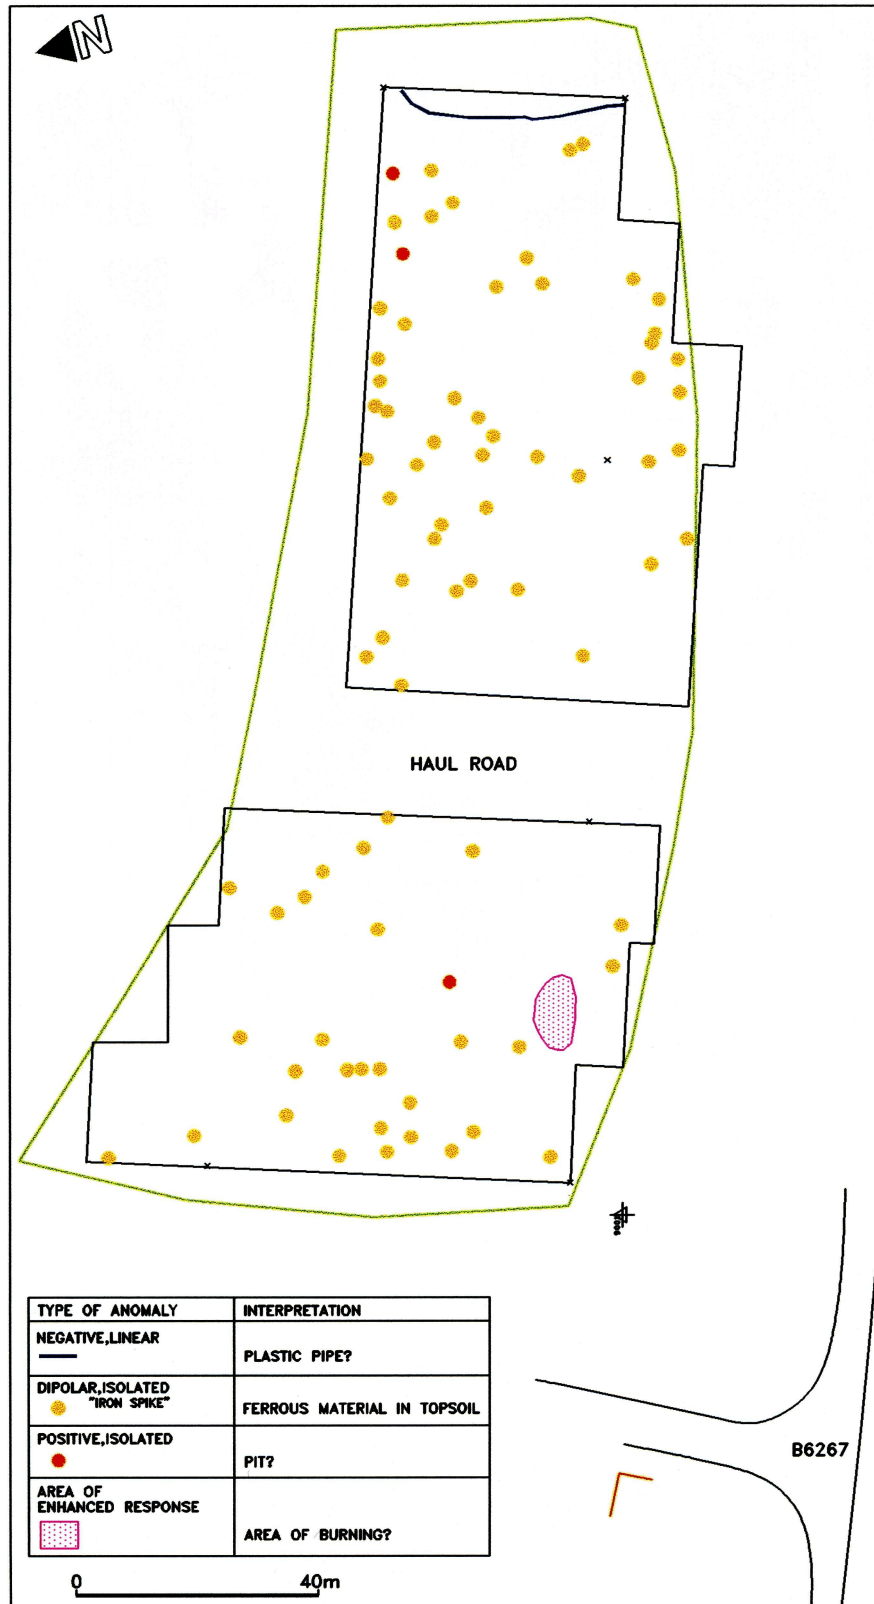 N
HAUL ROAD
TYPE OF ANOMALY INTERPRETATION
NEGATIVE,LINEAR
PLASTIC PIPE?
DIPOLAR,ISOLATED
"IRON SPIKE"
FERROUS MATERIAL IN TOPSOIL
POSITIVE,ISOLATED
PIT?
AREA OF
ENHANCED RESPONSE
AREA OF BURNING?
B6267
0 40m